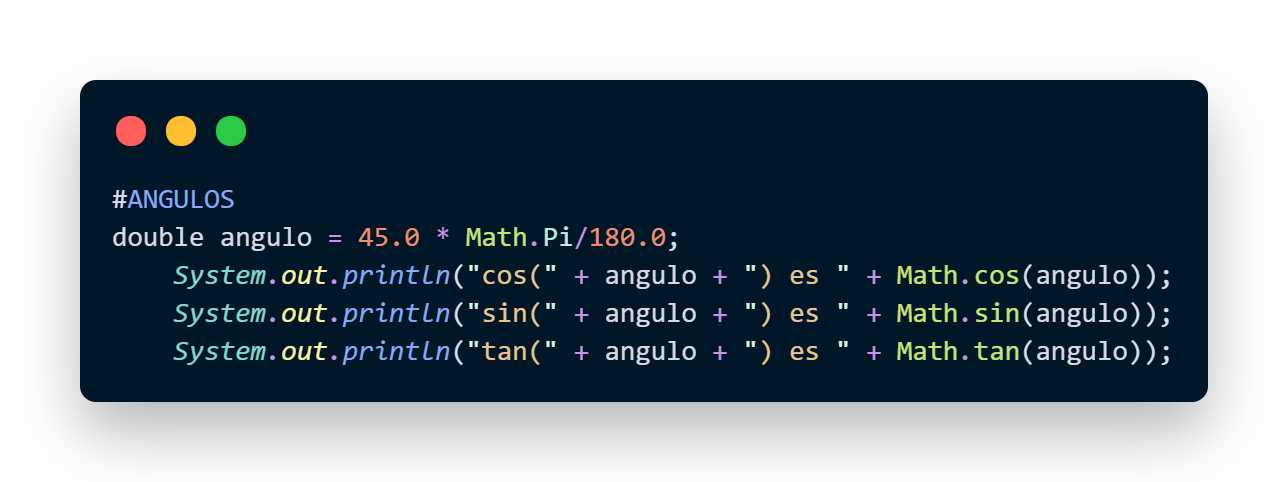 #ANGULOS
double angulo = 45.0 * Math.Pi/180.0;
    System.out.println("cos(" + angulo + ") es " + Math.cos(angulo));
    System.out.println("sin(" + angulo + ") es " + Math.sin(angulo));
    System.out.println("tan(" + angulo + ") es " + Math.tan(angulo));